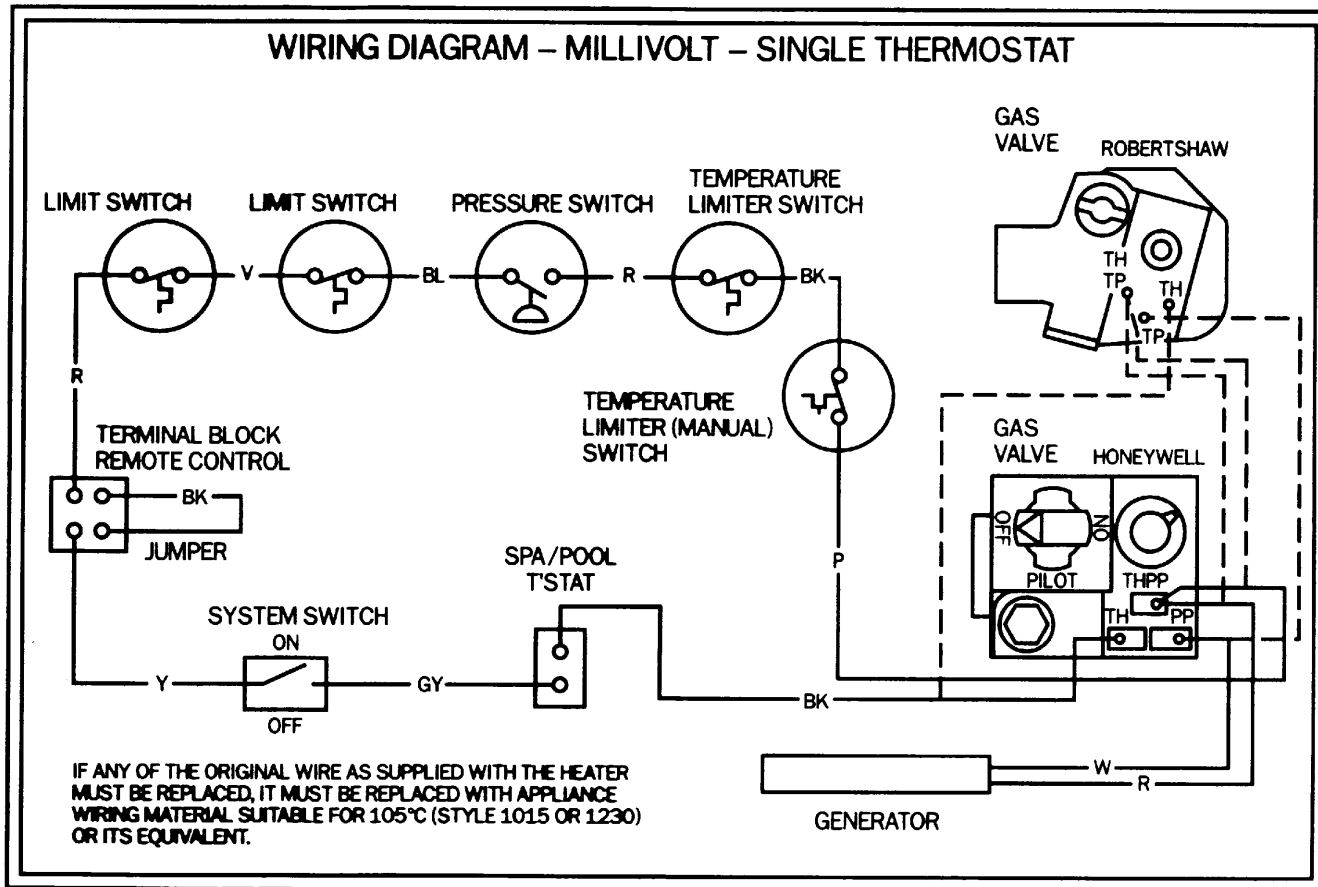 WIRING DIAGRAM – MILLIVOLT – SINGLE THERMOSTAT
GAS
VALVE
ROBERTSHAW
TEMPERATURE
LIMITER SWITCH
LIMIT SWITCH
LIMIT SWITCH
PRESSURE SWITCH
V
BL
R
BK
TH
TP
TH
TP
R
TEMPERATURE
LIMITER (MANUAL)
SWITCH
TERMINAL BLOCK
REMOTE CONTROL
BK
JUMPER
GAS
VALVE
HONEYWELL
OFF
NO
PILOT
THPP
TH
PP
P
SPA/POOL
T'STAT
SYSTEM SWITCH
ON
Y
GY
OFF
BK
W
R
GENERATOR
IF ANY OF THE ORIGINAL WIRE AS SUPPLIED WITH THE HEATER
MUST BE REPLACED, IT MUST BE REPLACED WITH APPLIANCE
WIRING MATERIAL SUITABLE FOR 105°C (STYLE 1015 OR 1230)
OR ITS EQUIVALENT.